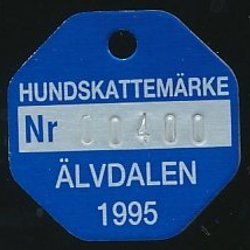 HUNDSKATTEMÄRKE
Nr 00400
ÄLVDALEN
1995